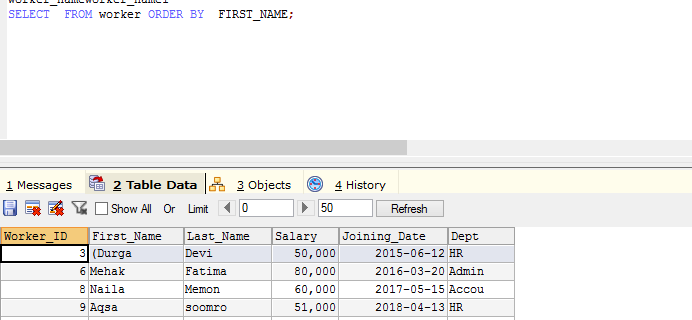 SELECT  FROM worker ORDER BY  FIRST_NAME;
1 Messages 2 Table Data 3 Objects 4 History
Show All Or Limit 0 50 Refresh
Worker_ID First_Name Last_Name Salary Joining_Date Dept
3 (Durga Devi 50,000 2015-06-12 HR
6 Mehak Fatima 80,000 2016-03-20 Admin
8 Naila Memon 60,000 2017-05-15 Accou
9 Aqsa soomro 51,000 2018-04-13 HR